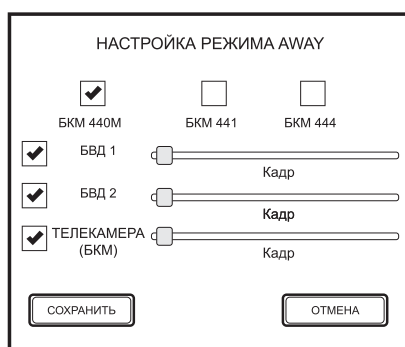 НАСТРОЙКА РЕЖИМА AWAY
БКМ 440М БКМ 441 БКМ 444
БВД 1
Кадр
БВД 2
Кадр
ТЕЛЕКАМЕРА
(БКМ)
Кадр
СОХРАНИТЬ ОТМЕНА